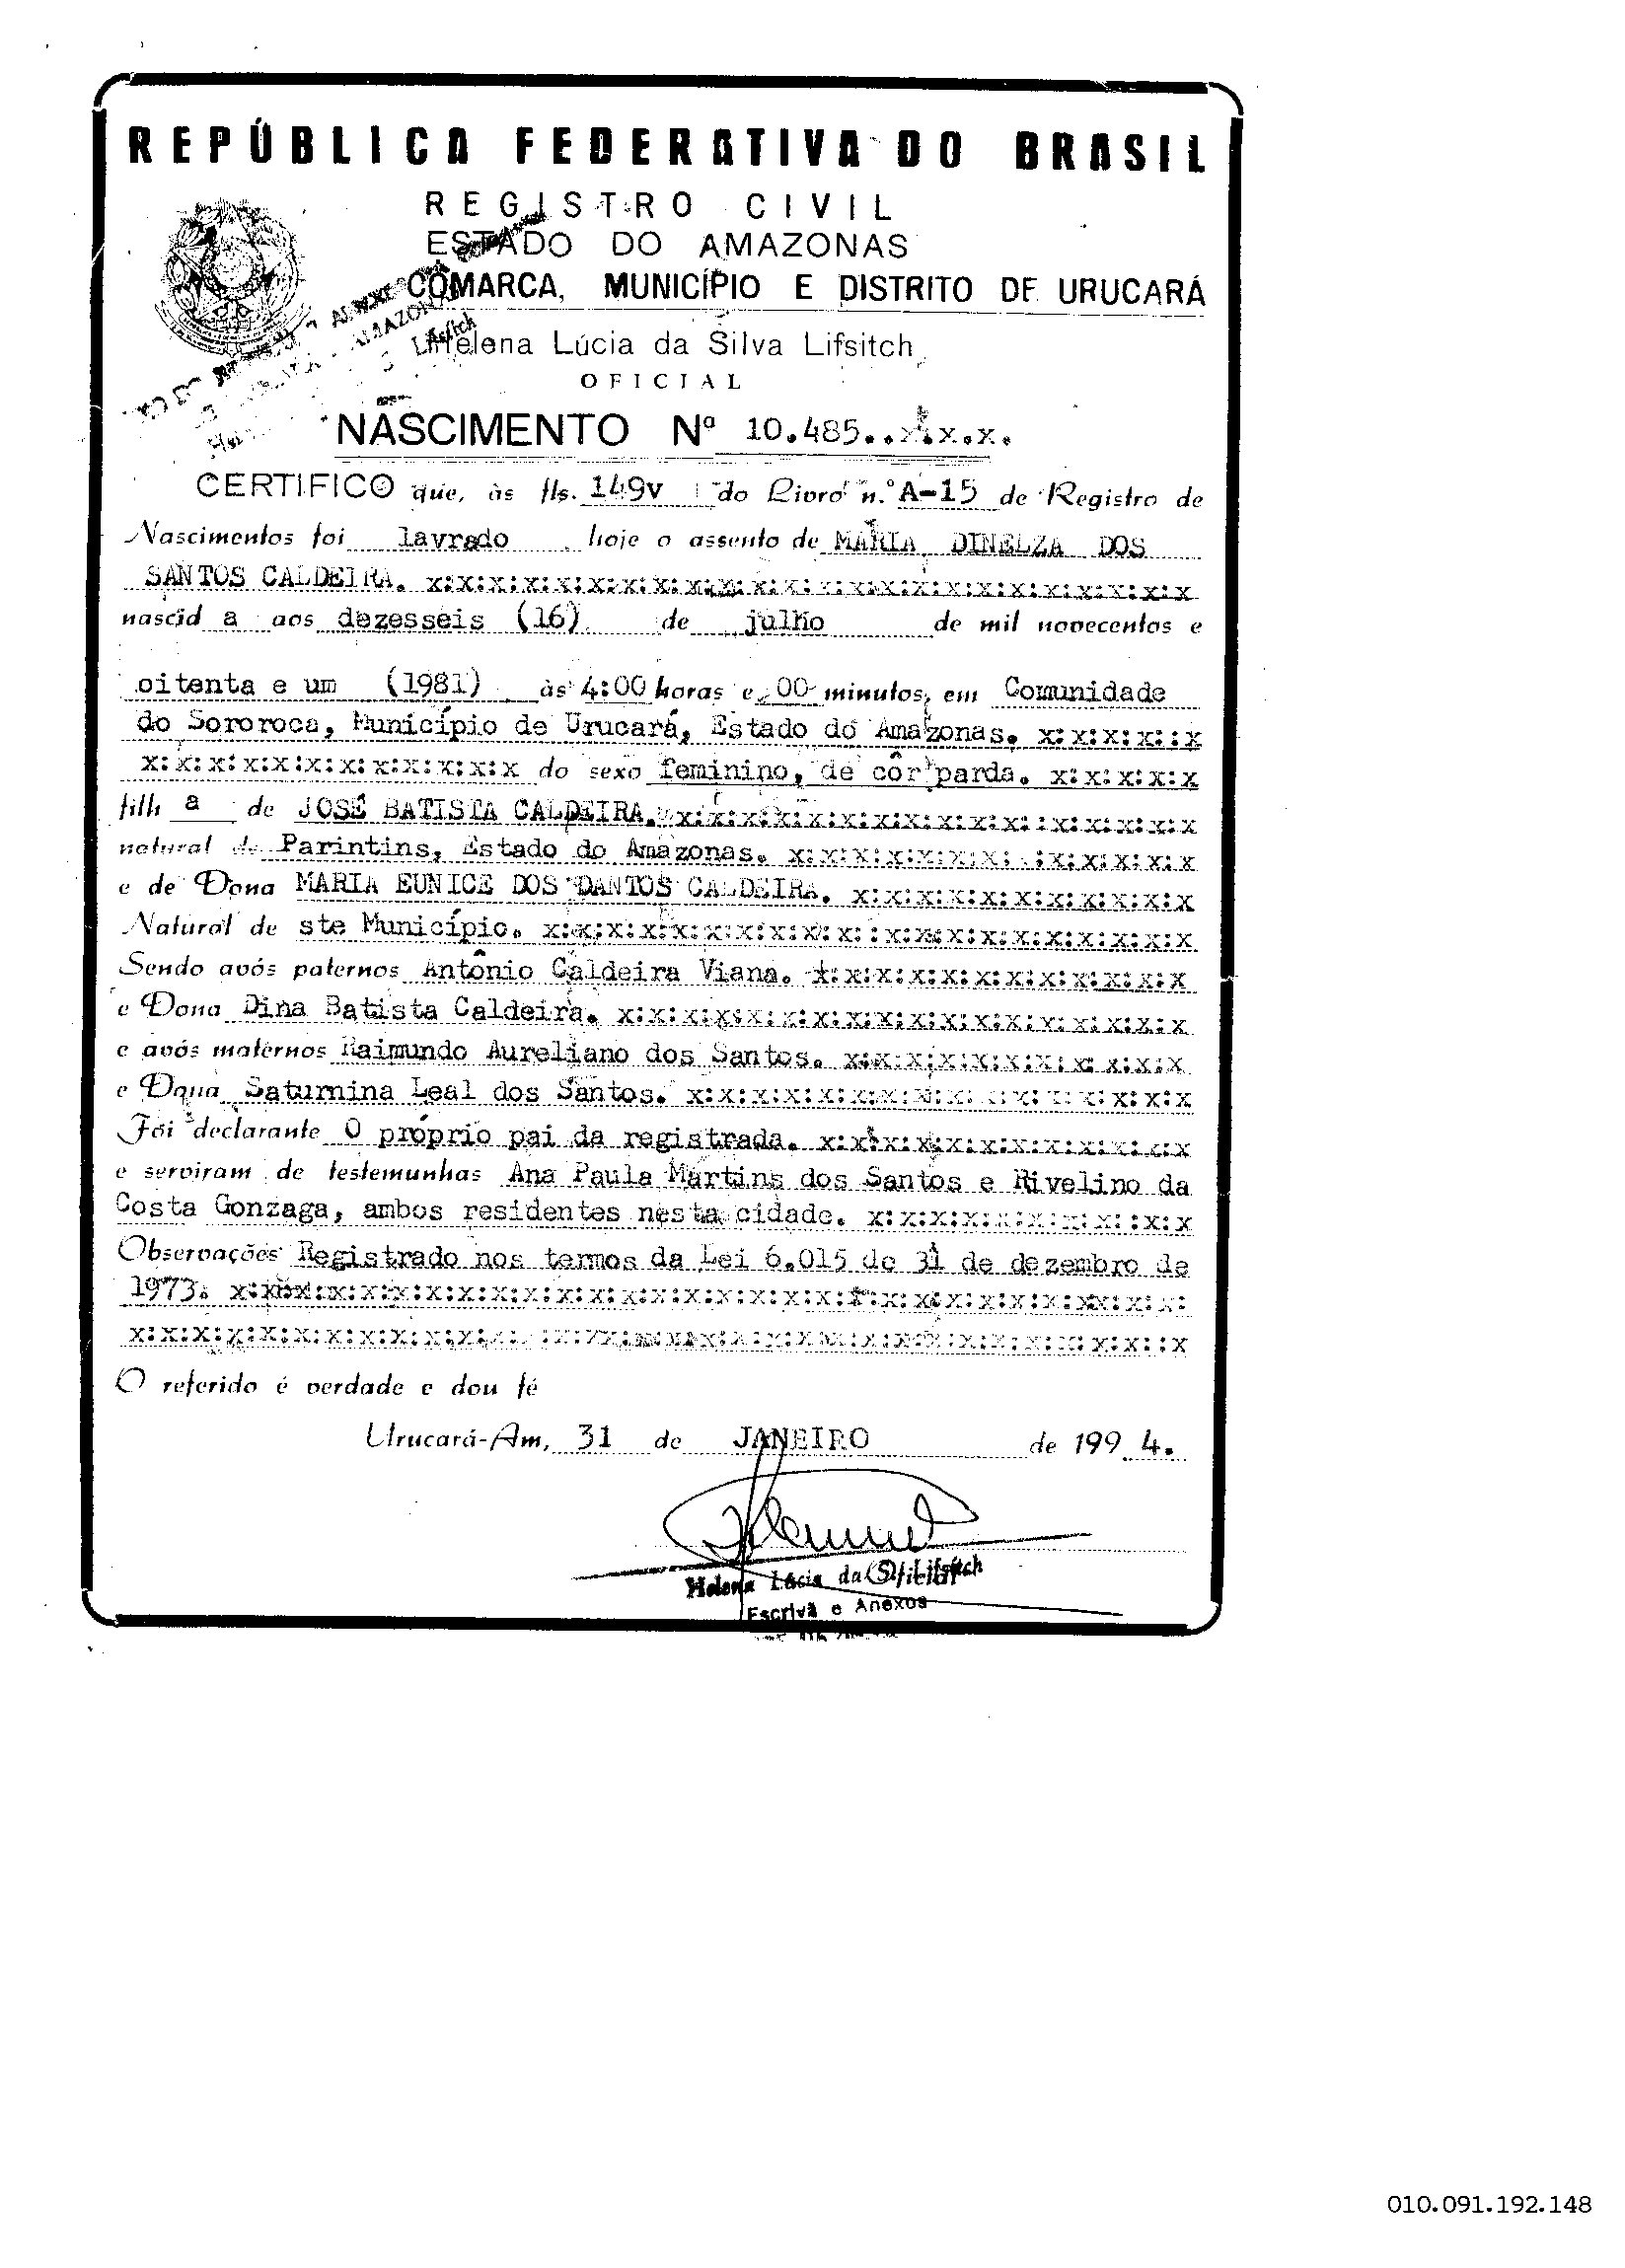 REPÚBLICA FEDERATIVA DO BRASIL
REGISTRO CIVIL
ESTADO DO AMAZONAS
COMARCA, MUNICÍPIO E DISTRITO DE URUCARÁ
Helena Lúcia da Silva Lifsitch
OFICIAL
NASCIMENTO Nº 10.485..x.x.x.
CERTIFICO que, às fls. 149v do Livro n.º A-15 de Registro de
Nascimentos foi lavrado hoje o assento de MARIA DINELZA DOS
SANTOS CALDEIRA. x:x:x:x:x:x:x:x:x:x:x:x:x:x:x:x:x:x:x:x:x:x:x:x
nascid a aos dezesseis (16) de julho de mil novecentos e
oitenta e um (1981) às 4:00 horas e 00 minutos, em Comunidade
do Sororoca, Município de Urucará, Estado do Amazonas. x:x:x:x::x
x:x:x:x:x:x:x:x:x:x:x:x do sexo feminino, de côr parda. x:x:x:x:x
filh a de JOSÉ BATISTA CALDEIRA. x:x:x:x:x:x:x:x:x:x:x::x:x:x:x:x
natural de Parintins, Estado do Amazonas. x:x:x:x:x:x:x:x:x:x:x:x:x
e de Dona MARIA EUNICE DOS DANTOS CALDEIRA. x:x:x:x:x:x:x:x:x:x:x
Natural de ste Município. x:x:x:x:x:x:x:x:x:x::x:x:x:x:x:x:x:x:x:x
Sendo avós paternos Antônio Caldeira Viana. x:x:x:x:x:x:x:x:x:x:x:x
e Dona Dina Batista Caldeira. x:x:x:x:x:x:x:x:x:x:x:x:x:x:x:x:x:x
e avós maternos Raimundo Aureliano dos Santos. x:x:x:x:x:x:x:x:x:x:x
e Dona Saturnina Leal dos Santos. x:x:x:x:x:x:x:x:x:x:x:x:x:x:x:x
Foi declarante O próprio pai da registrada. x:x:x:x:x:x:x:x:x:x:x:x
e serviram de testemunhas Ana Paula Martins dos Santos e Rivelino da
Costa Gonzaga, ambos residentes nesta cidade. x:x:x:x:x:x:x:x::x:x
Observações Registrado nos termos da Lei 6.015 de 31 de dezembro de
1973. x:x:x:x:x:x:x:x:x:x:x:x:x:x:x:x:x:x:x:x:x:x:x:x:x:x:x:x:x:
x:x:x:x:x:x:x:x:x:x:x:x:x:x:x:x:x:x:x:x:x:x:x:x:x:x:x:x:x:x:x::x
O referido é verdade e dou fé
Urucará-Am, 31 de JANEIRO de 199 4.
Helena Lúcia da S. Lifsitch
Oficial
Escrivã e Anexos
010.091.192.148